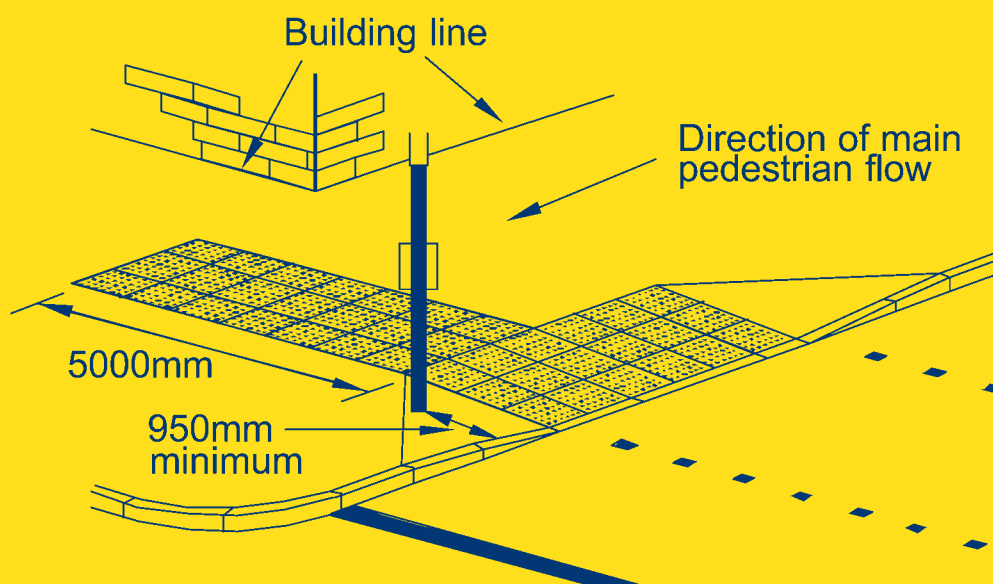 Building line
Direction of main
pedestrian flow
5000mm
950mm
minimum